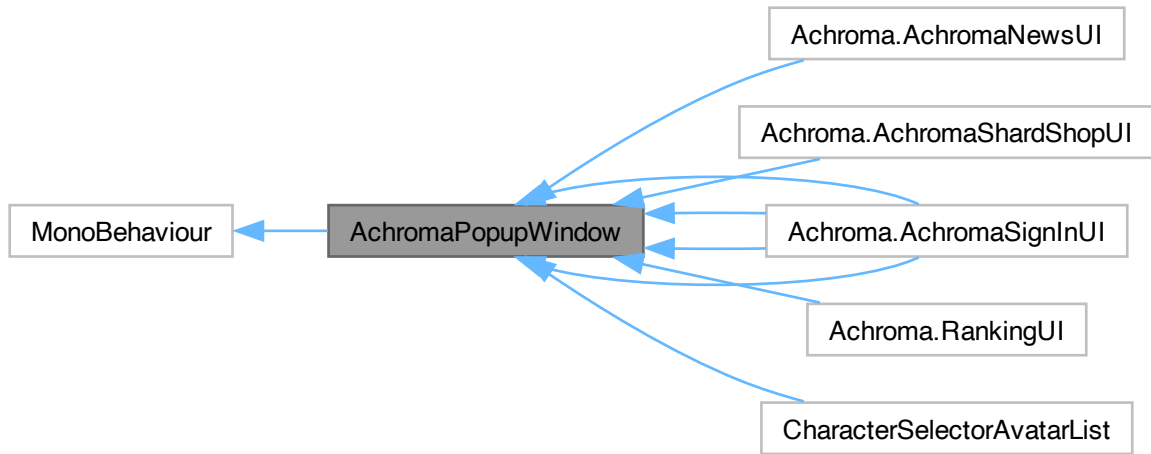 MonoBehaviour
AchromaPopupWindow
Achroma.AchromaNewsUI
Achroma.AchromaShardShopUI
Achroma.AchromaSignInUI
Achroma.RankingUI
CharacterSelectorAvatarList